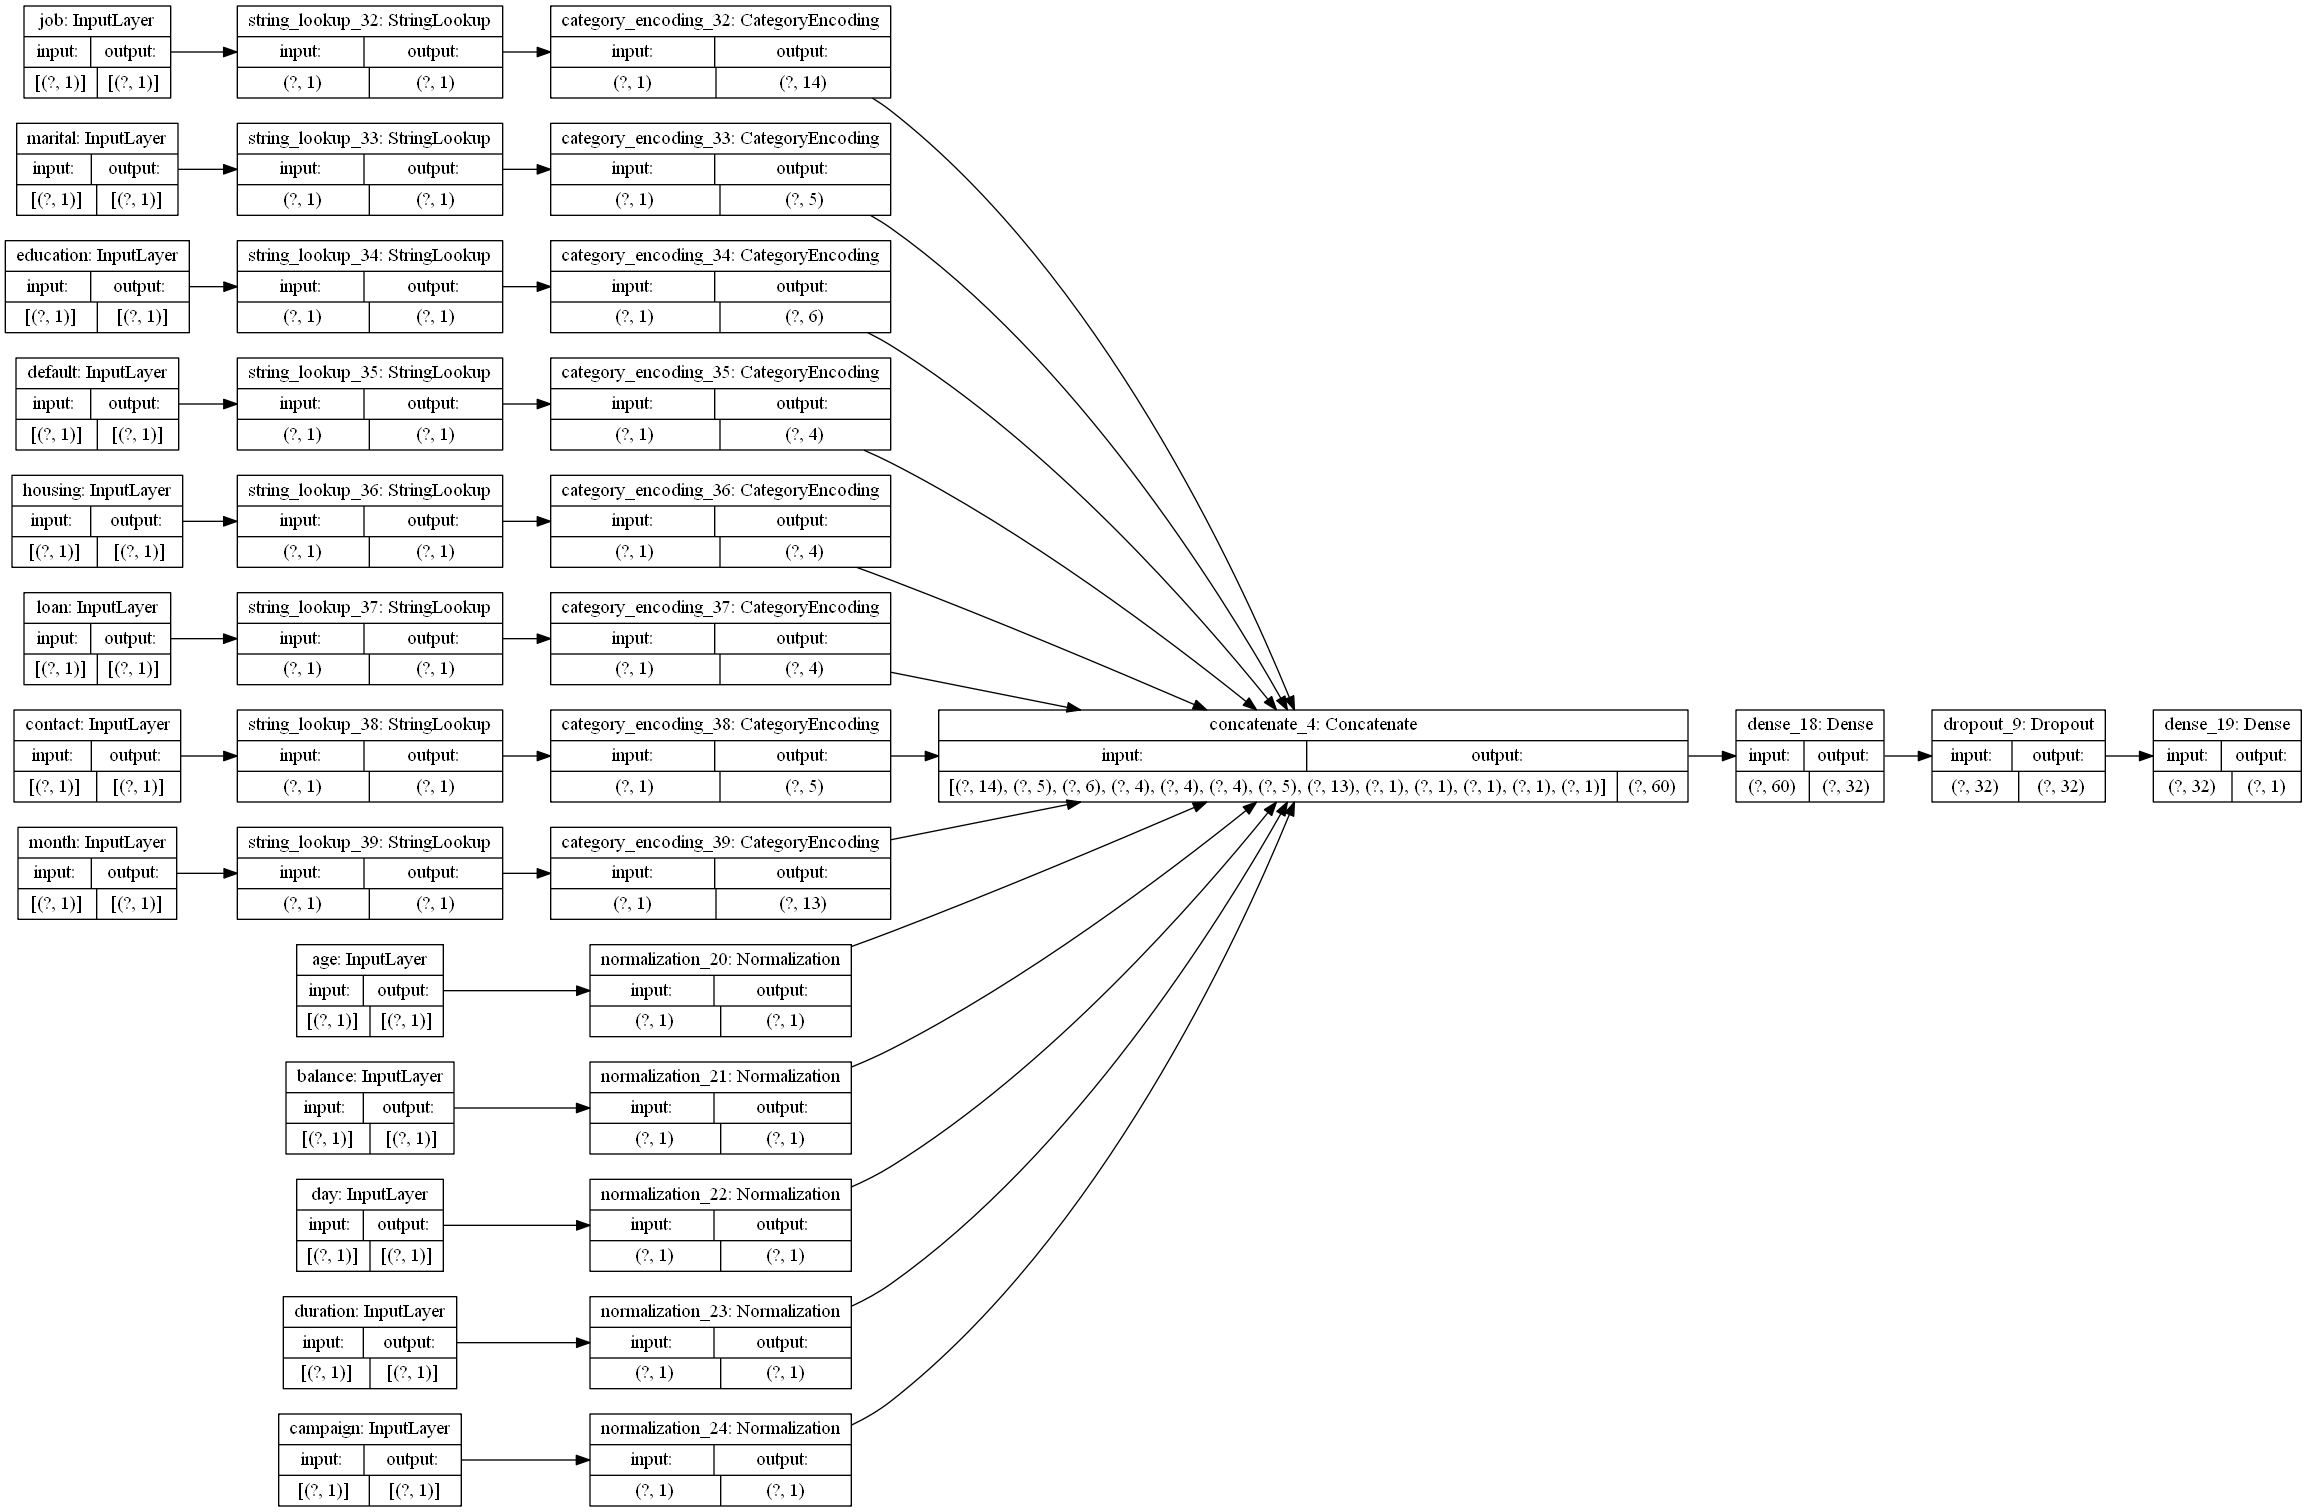 job: InputLayer
input: output:
[(?, 1)] [(?, 1)]
string_lookup_32: StringLookup
input: output:
(?, 1) (?, 1)
category_encoding_32: CategoryEncoding
input: output:
(?, 1) (?, 14)
marital: InputLayer
input: output:
[(?, 1)] [(?, 1)]
string_lookup_33: StringLookup
input: output:
(?, 1) (?, 1)
category_encoding_33: CategoryEncoding
input: output:
(?, 1) (?, 5)
education: InputLayer
input: output:
[(?, 1)] [(?, 1)]
string_lookup_34: StringLookup
input: output:
(?, 1) (?, 1)
category_encoding_34: CategoryEncoding
input: output:
(?, 1) (?, 6)
default: InputLayer
input: output:
[(?, 1)] [(?, 1)]
string_lookup_35: StringLookup
input: output:
(?, 1) (?, 1)
category_encoding_35: CategoryEncoding
input: output:
(?, 1) (?, 4)
housing: InputLayer
input: output:
[(?, 1)] [(?, 1)]
string_lookup_36: StringLookup
input: output:
(?, 1) (?, 1)
category_encoding_36: CategoryEncoding
input: output:
(?, 1) (?, 4)
loan: InputLayer
input: output:
[(?, 1)] [(?, 1)]
string_lookup_37: StringLookup
input: output:
(?, 1) (?, 1)
category_encoding_37: CategoryEncoding
input: output:
(?, 1) (?, 4)
contact: InputLayer
input: output:
[(?, 1)] [(?, 1)]
string_lookup_38: StringLookup
input: output:
(?, 1) (?, 1)
category_encoding_38: CategoryEncoding
input: output:
(?, 1) (?, 5)
concatenate_4: Concatenate
input: output:
[(?, 14), (?, 5), (?, 6), (?, 4), (?, 4), (?, 4), (?, 5), (?, 13), (?, 1), (?, 1), (?, 1), (?, 1), (?, 1)] (?, 60)
dense_18: Dense
input: output:
(?, 60) (?, 32)
dropout_9: Dropout
input: output:
(?, 32) (?, 32)
dense_19: Dense
input: output:
(?, 32) (?, 1)
month: InputLayer
input: output:
[(?, 1)] [(?, 1)]
string_lookup_39: StringLookup
input: output:
(?, 1) (?, 1)
category_encoding_39: CategoryEncoding
input: output:
(?, 1) (?, 13)
age: InputLayer
input: output:
[(?, 1)] [(?, 1)]
normalization_20: Normalization
input: output:
(?, 1) (?, 1)
balance: InputLayer
input: output:
[(?, 1)] [(?, 1)]
normalization_21: Normalization
input: output:
(?, 1) (?, 1)
day: InputLayer
input: output:
[(?, 1)] [(?, 1)]
normalization_22: Normalization
input: output:
(?, 1) (?, 1)
duration: InputLayer
input: output:
[(?, 1)] [(?, 1)]
normalization_23: Normalization
input: output:
(?, 1) (?, 1)
campaign: InputLayer
input: output:
[(?, 1)] [(?, 1)]
normalization_24: Normalization
input: output:
(?, 1) (?, 1)